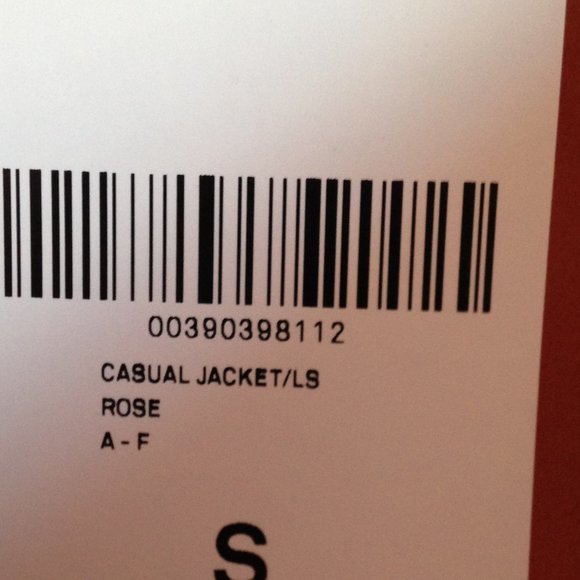 00390398112
CASUAL JACKET/LS
ROSE
A - F
S